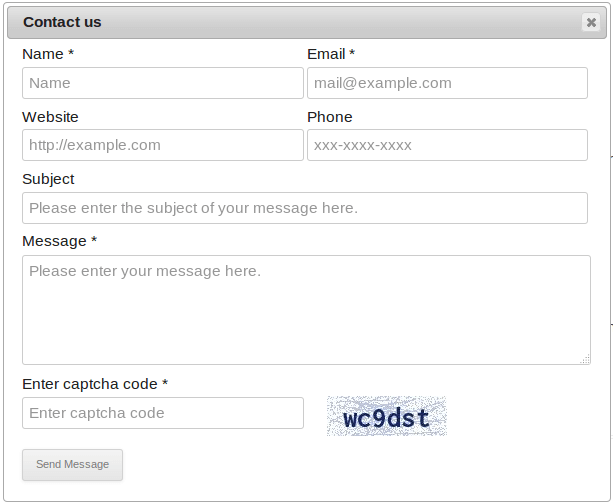 Contact us
Name * Email *
Name mail@example.com
Website Phone
http://example.com xxx-xxxx-xxxx
Subject
Please enter the subject of your message here.
Message *
Please enter your message here.
Enter captcha code *
Enter captcha code wc9dst
Send Message